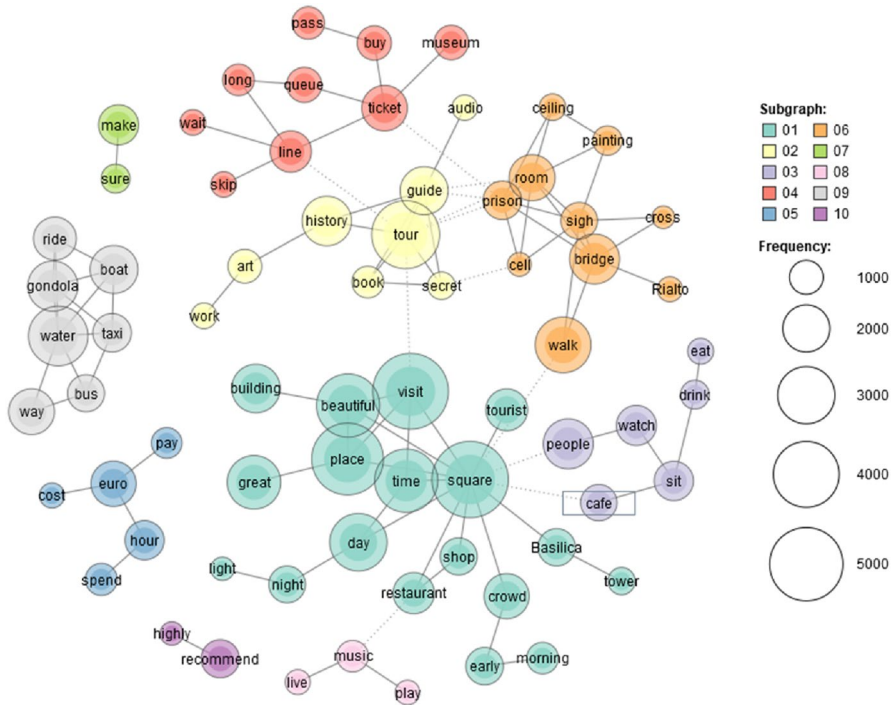 pass
buy
museum
long
queue
ticket
wait
line
skip
make
sure
audio
guide
history
tour
art
book
secret
work
ceiling
painting
room
prison
sigh
cross
cell
bridge
Rialto
walk
ride
boat
gondola
water
taxi
bus
way
building
beautiful
visit
tourist
place
time
square
great
day
light
night
shop
restaurant
Basilica
tower
crowd
early
morning
eat
drink
people
watch
sit
cafe
pay
euro
cost
hour
spend
highly
recommend
music
live
play
Subgraph:
01 06
02 07
03 08
04 09
05 10
Frequency:
1000
2000
3000
4000
5000